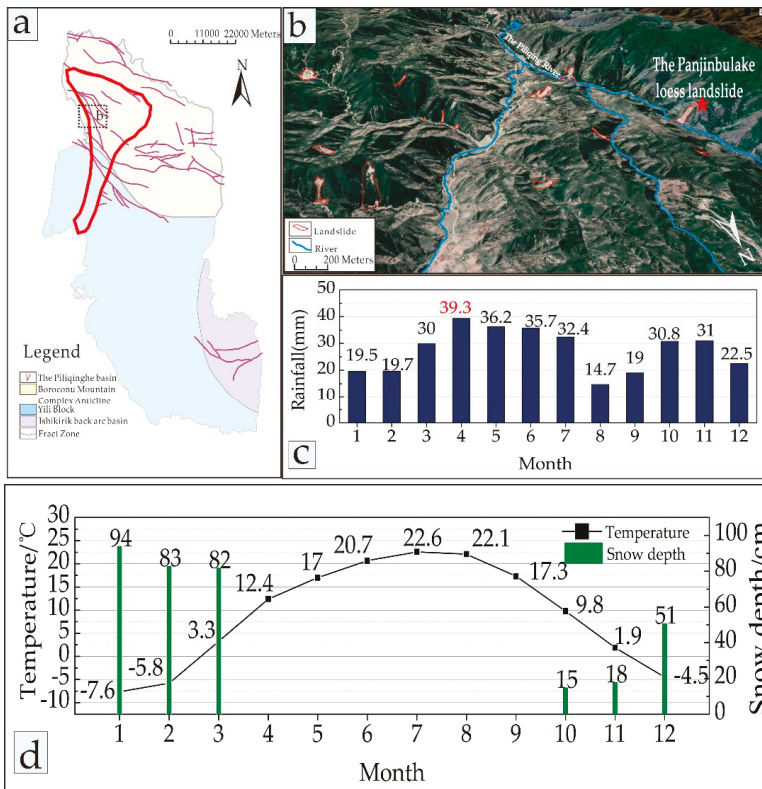 a
11000 22000 Meters
0
N
b
Legend
The Piliqinghe basin
Boroconu Mountain
Complex Anticline
Yili Block
Ishikirik back arc basin
Fract Zone
b
The Piliqing River
The Panjinbulake
loess landslide
Landslide
River
0 200 Meters
N
Rainfall(mm)
50
40
30
20
10
0
19.5 19.7 30 39.3 36.2 35.7 32.4 14.7 19 30.8 31 22.5
1 2 3 4 5 6 7 8 9 10 11 12
Month
c
Temperature/℃
30
25
20
15
10
5
0
-5
-10
94 83 82 15 18 51
-7.6 -5.8 3.3 12.4 17 20.7 22.6 22.1 17.3 9.8 1.9 -4.5
Temperature
Snow depth
100
80
60
40
20
0
Snow depth/cm
1 2 3 4 5 6 7 8 9 10 11 12
Month
d